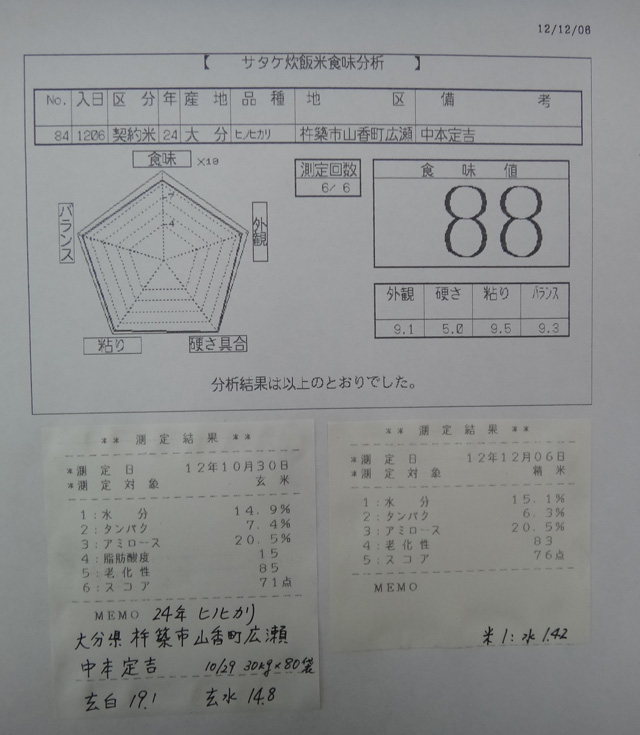 12/12/06
【 サタケ炊飯米食味分析 】
No. 入日 区分 年 産地 品種 地区 備考
84 1206 契約米 24 大分 ヒノヒカリ 杵築市山香町広瀬 中本定吉
食味 ×10
バランス
外観
粘り
硬さ具合
7
4
測定回数
6/ 6
食味値
88
外観 硬さ 粘り バランス
9.1 5.0 9.5 9.3
分析結果は以上のとおりでした。
** 測定結果 **
*測定日 12年10月30日
*測定対象 玄米
1:水分 14.9%
2:タンパク 7.4%
3:アミロース 20.5%
4:脂肪酸度 15
5:老化性 85
6:スコア 71点
MEMO 24年 ヒノヒカリ
大分県杵築市山香町広瀬
中本定吉 10/29 30kg×80袋
玄白 19.1 玄水 14.8
** 測定結果 **
*測定日 12年12月06日
*測定対象 精米
1:水分 15.1%
2:タンパク 6.3%
3:アミロース 20.5%
4:老化性 83
5:スコア 76点
MEMO
米1:水1.42